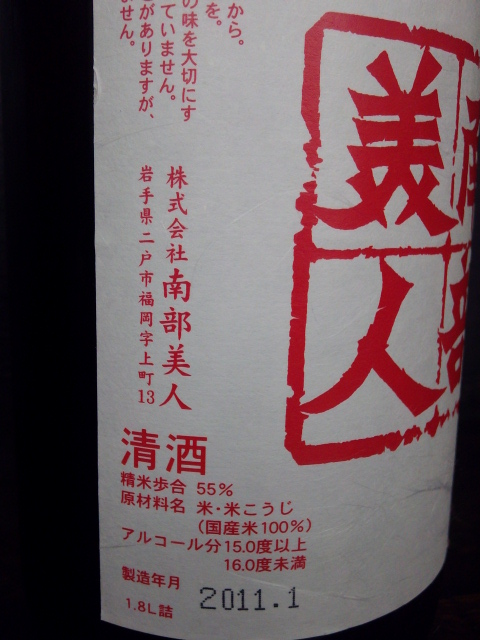 南部
美人
から。
を。
の味を大切にす
ていません。
とがありますが、
ません。
株式会社南部美人
岩手県二戸市福岡字上町13
清酒
精米歩合 55%
原材料名 米・米こうじ
(国産米100%)
アルコール分15.0度以上
16.0度未満
製造年月 2011.1
1.8L詰